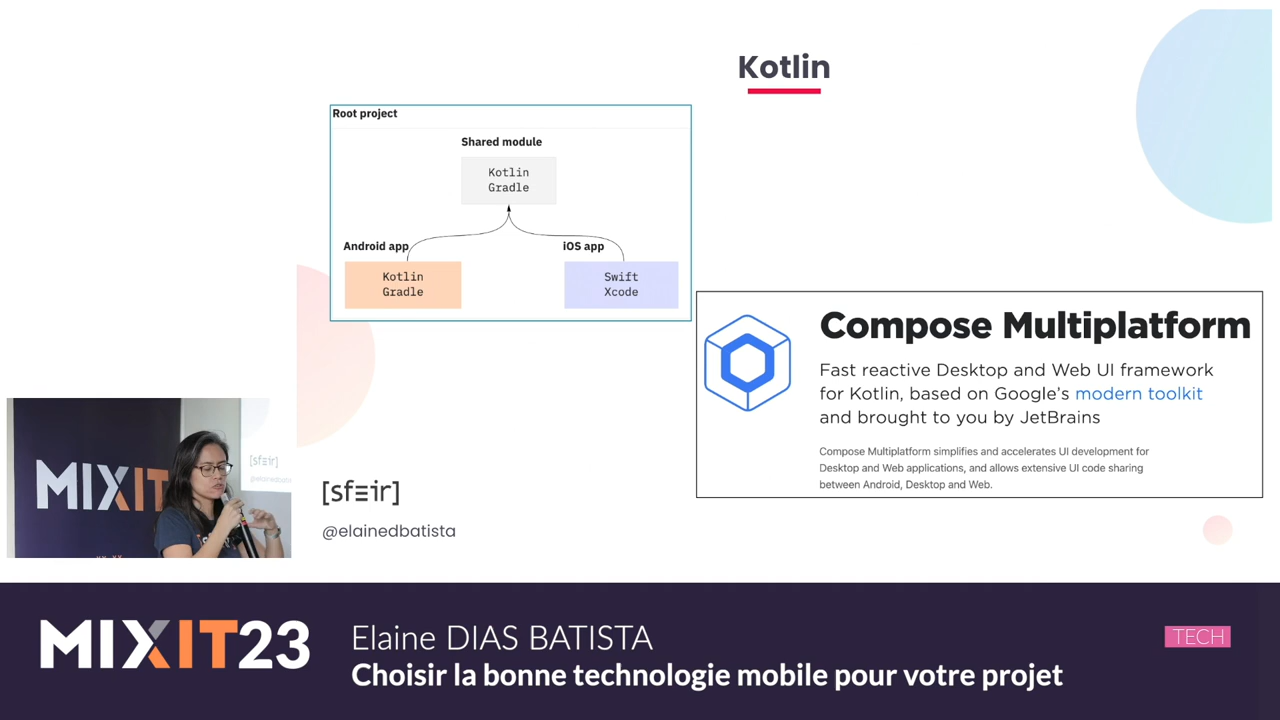 Kotlin
Root project
Shared module
Kotlin
Gradle
Android app
iOS app
Kotlin
Gradle
Swift
Xcode
Compose Multiplatform
Fast reactive Desktop and Web UI framework
for Kotlin, based on Google's modern toolkit
and brought to you by JetBrains
Compose Multiplatform simplifies and accelerates UI development for
Desktop and Web applications, and allows extensive UI code sharing
between Android, Desktop and Web.
MIXIT
[sfeir]
[sfeir]
@elainedbatista
MIXIT23
Elaine DIAS BATISTA
Choisir la bonne technologie mobile pour votre projet
TECH